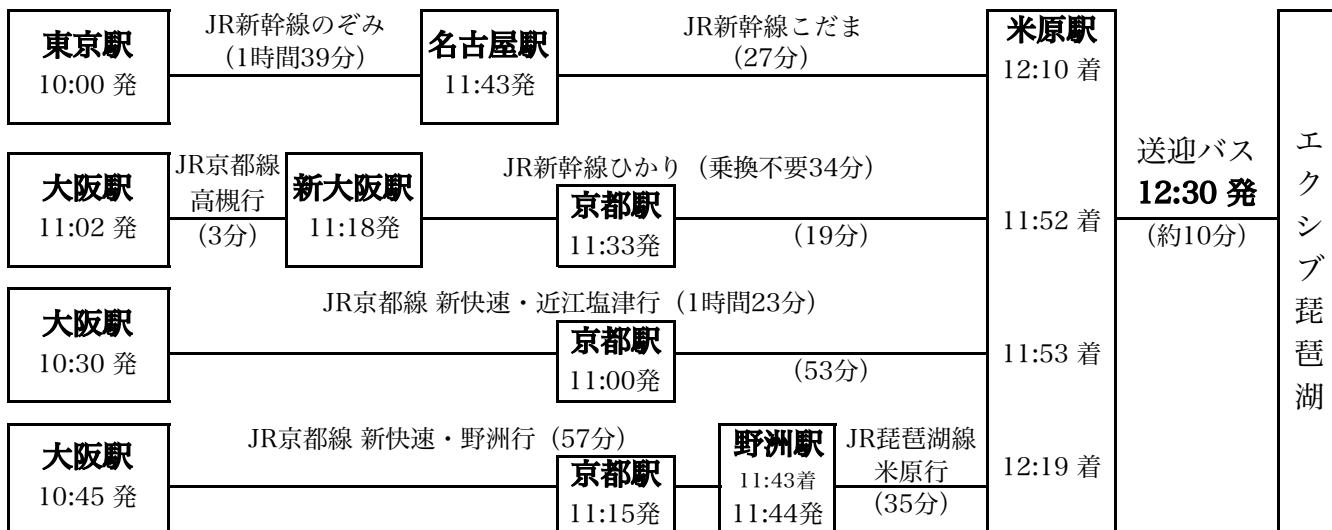 東京駅
10:00 発
JR新幹線のぞみ
(1時間39分)
名古屋駅
11:43発
JR新幹線こだま
(27分)
米原駅
12:10 着
大阪駅
11:02 発
JR京都線
高槻行
(3分)
新大阪駅
11:18発
JR新幹線ひかり (乗換不要34分)
京都駅
11:33発
(19分)
11:52 着
大阪駅
10:30 発
JR京都線 新快速・近江塩津行 (1時間23分)
京都駅
11:00発
(53分)
11:53 着
大阪駅
10:45 発
JR京都線 新快速・野洲行 (57分)
京都駅
11:15発
野洲駅
11:43着
11:44発
JR琵琶湖線
米原行
(35分)
12:19 着
送迎バス
12:30 発
(約10分)
エクシブ琵琶湖